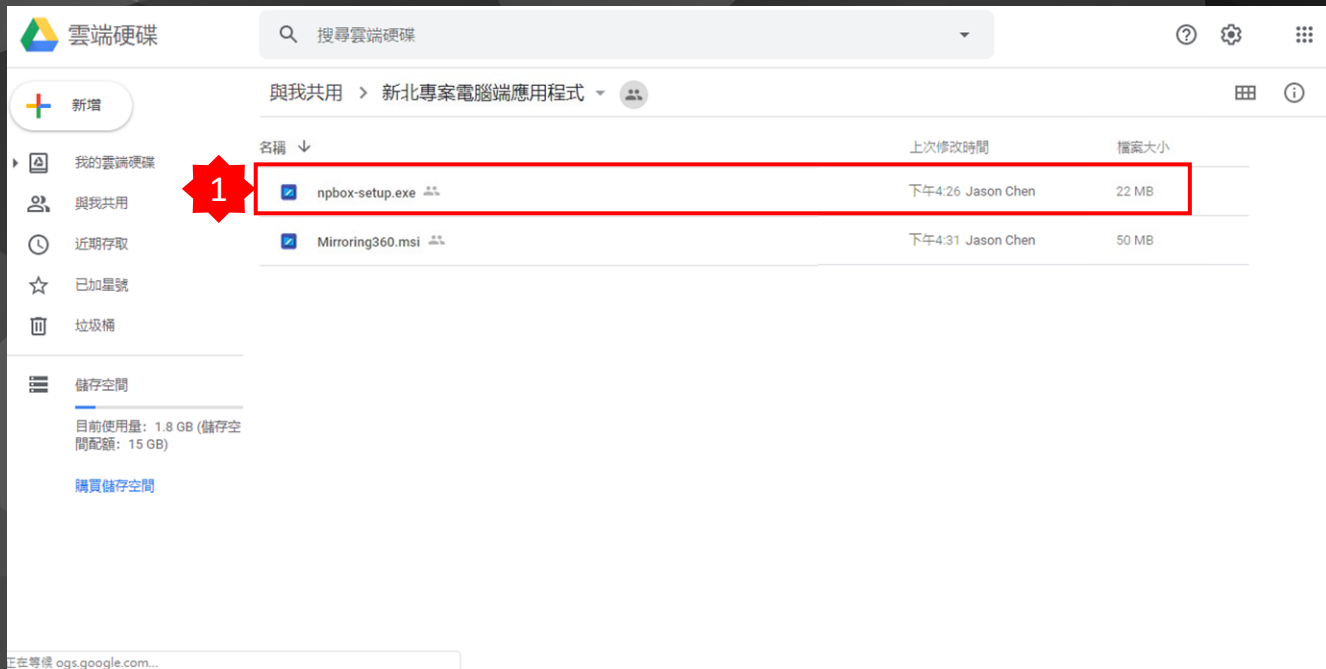 雲端硬碟
搜尋雲端硬碟
新增
與我共用 > 新北專案電腦端應用程式
名稱 ↓ 上次修改時間 檔案大小
我的雲端硬碟
與我共用
近期存取
已加星號
垃圾桶
1
npbox-setup.exe 下午4:26 Jason Chen 22 MB
Mirroring360.msi 下午4:31 Jason Chen 50 MB
儲存空間
目前使用量：1.8 GB (儲存空
間配額：15 GB)
購買儲存空間
正在等候 ogs.google.com...